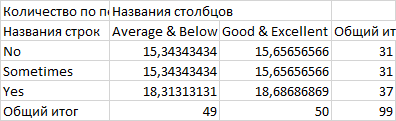 Количество по по Названия столбцов
Названия строк Average & Below Good & Excellent Общий ит
No 15,34343434 15,65656566 31
Sometimes 15,34343434 15,65656566 31
Yes 18,31313131 18,68686869 37
Общий итог 49 50 99